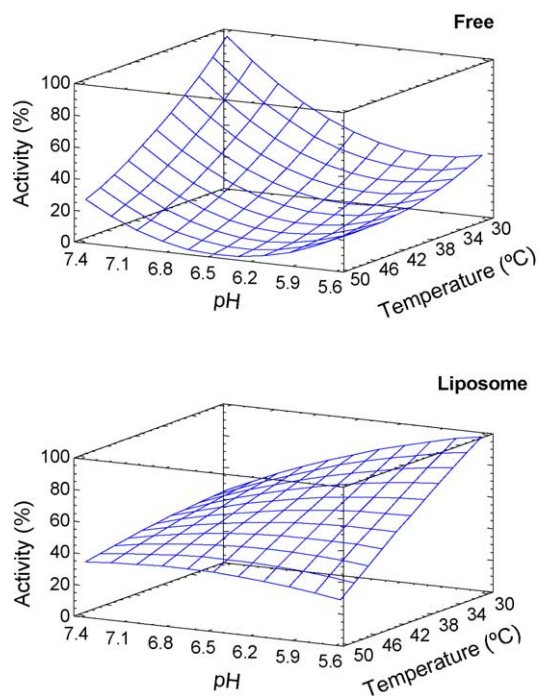 Free
100
80
60
40
20
0
Activity (%)
7.4 7.1 6.8 6.5 6.2 5.9 5.6
pH
50 46 42 38 34 30
Temperature (ºC)
Liposome
100
80
60
40
20
0
Activity (%)
7.4 7.1 6.8 6.5 6.2 5.9 5.6
pH
50 46 42 38 34 30
Temperature (ºC)